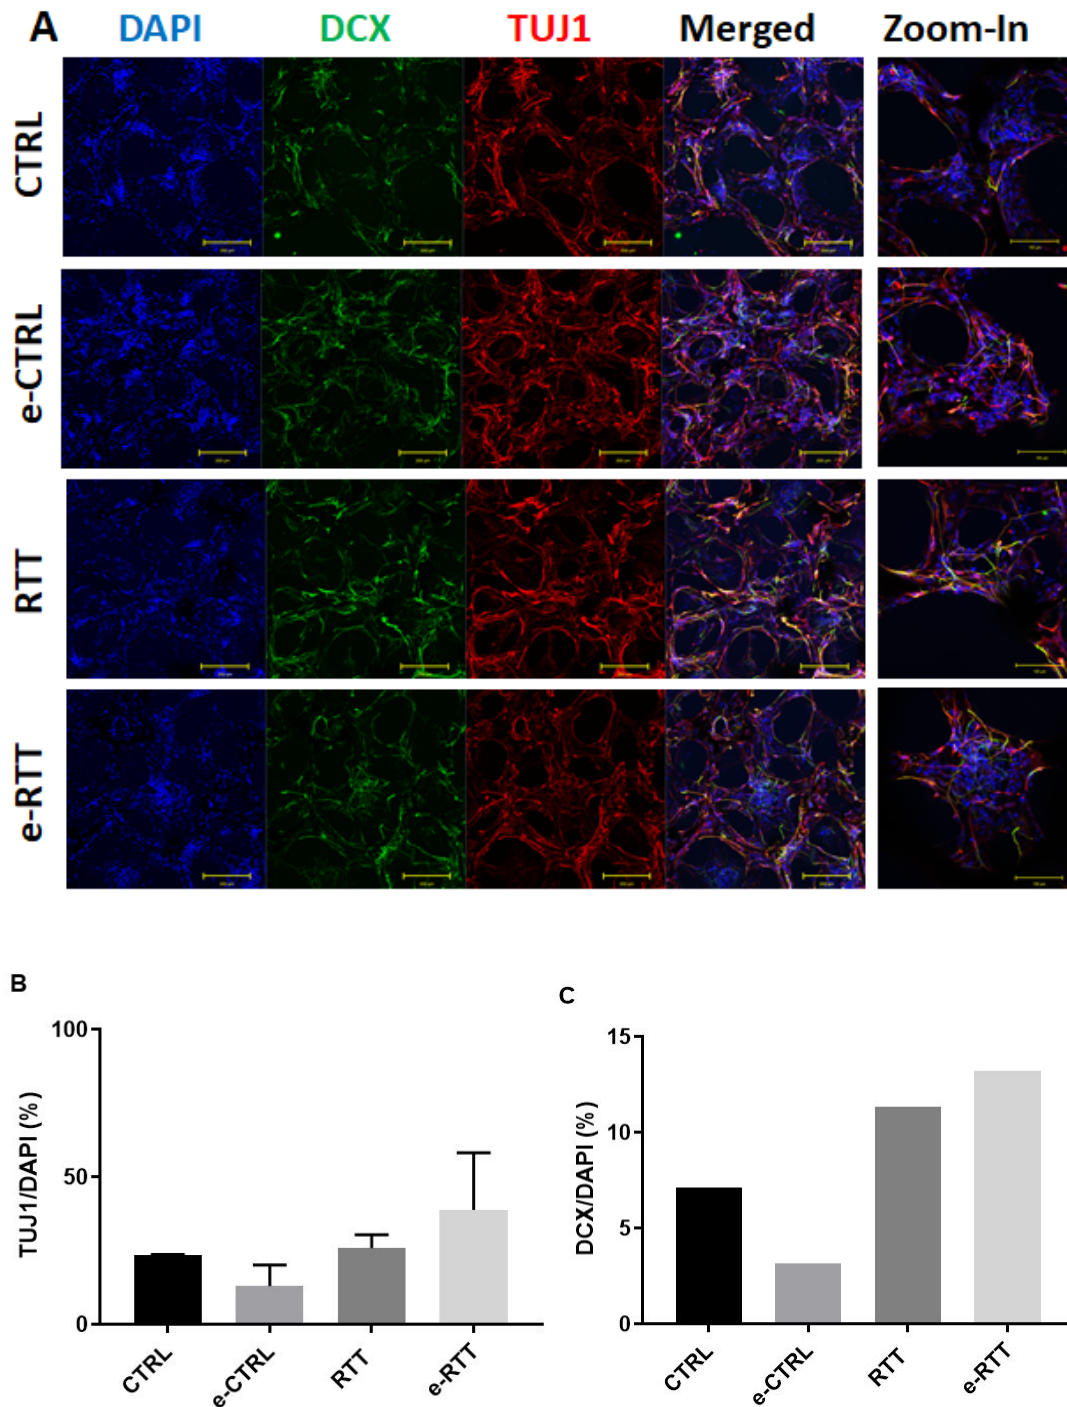 A DAPI DCX TUJ1 Merged Zoom-In
CTRL
e-CTRL
RTT
e-RTT
B
TUJ1/DAPI (%)
100
50
0
CTRL e-CTRL RTT e-RTT
C
DCX/DAPI (%)
15
10
5
0
CTRL e-CTRL RTT e-RTT